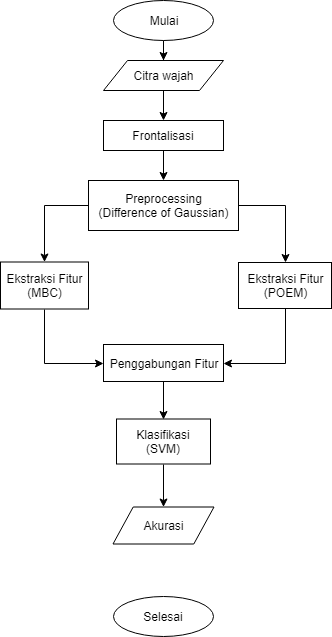 Mulai
Citra wajah
Frontalisasi
Preprocessing
(Difference of Gaussian)
Ekstraksi Fitur
(MBC)
Ekstraksi Fitur
(POEM)
Penggabungan Fitur
Klasifikasi
(SVM)
Akurasi
Selesai